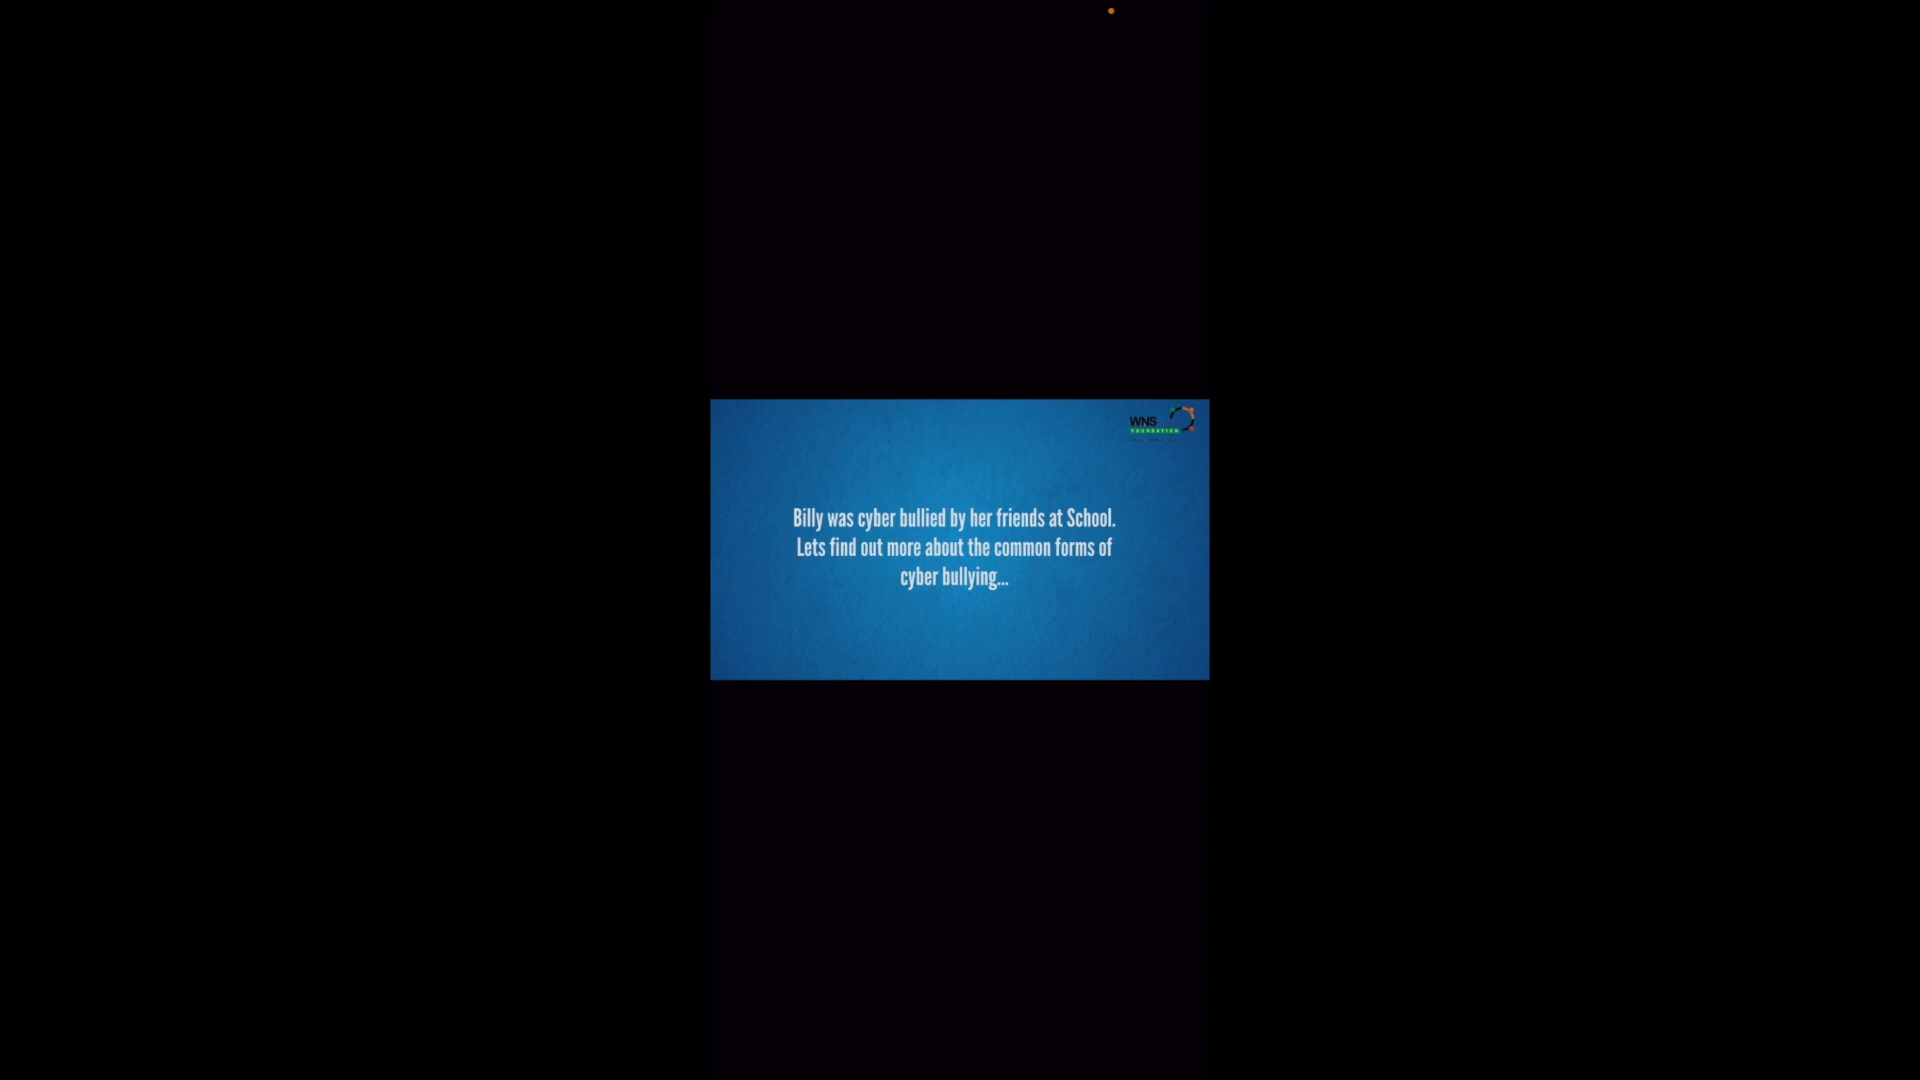 WNS
FOUNDATION
Billy was cyber bullied by her friends at School.
Lets find out more about the common forms of
cyber bullying...